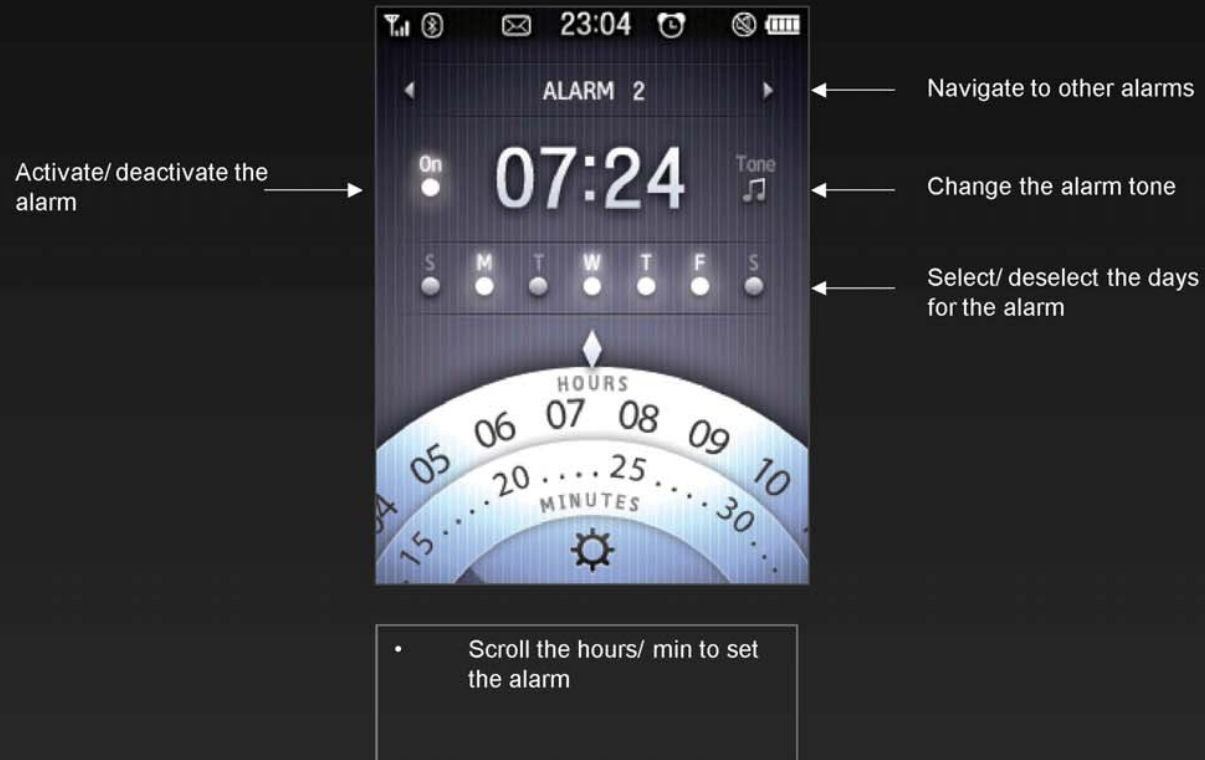 23:04
ALARM 2
Navigate to other alarms
Activate/ deactivate the
alarm
On
07:24
Tone
Change the alarm tone
S M T W T F S
Select/ deselect the days
for the alarm
HOURS
04 05 06 07 08 09 10
15 .... 20 .... 25 .... 30 ...
MINUTES
• Scroll the hours/ min to set
the alarm